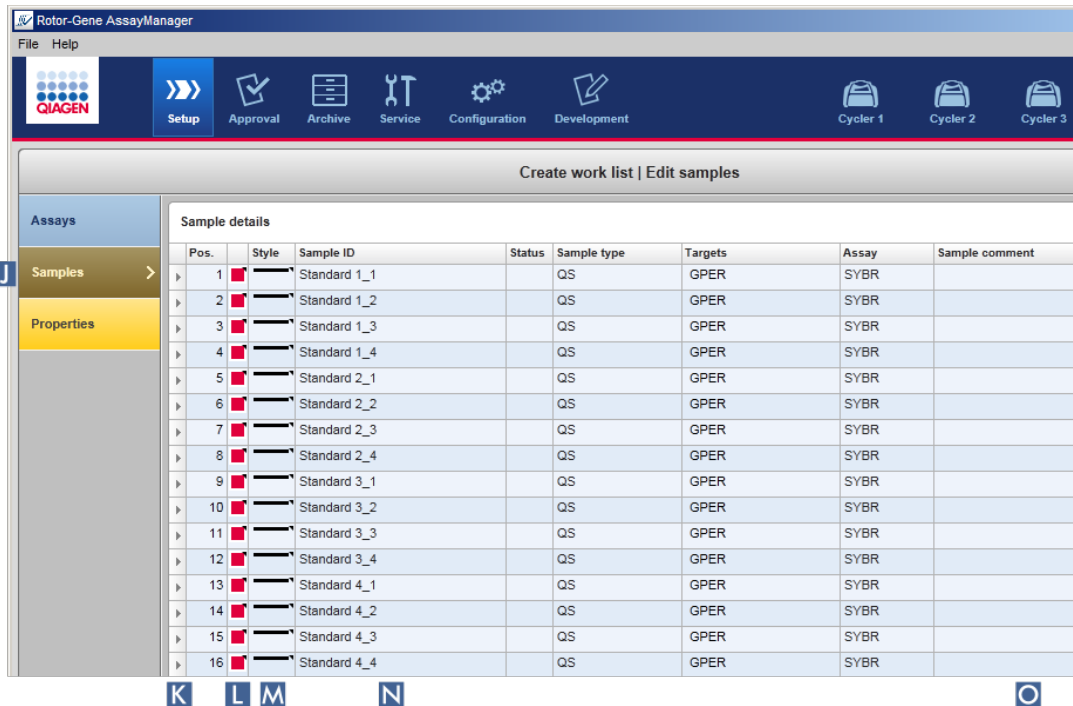 Rotor-Gene AssayManager
File Help
QIAGEN
Setup Approval Archive Service Configuration Development Cycler 1 Cycler 2 Cycler 3
Create work list | Edit samples
Assays
Samples
Properties
Sample details
Pos. Style Sample ID Status Sample type Targets Assay Sample comment
1 Standard 1_1 QS GPER SYBR
2 Standard 1_2 QS GPER SYBR
3 Standard 1_3 QS GPER SYBR
4 Standard 1_4 QS GPER SYBR
5 Standard 2_1 QS GPER SYBR
6 Standard 2_2 QS GPER SYBR
7 Standard 2_3 QS GPER SYBR
8 Standard 2_4 QS GPER SYBR
9 Standard 3_1 QS GPER SYBR
10 Standard 3_2 QS GPER SYBR
11 Standard 3_3 QS GPER SYBR
12 Standard 3_4 QS GPER SYBR
13 Standard 4_1 QS GPER SYBR
14 Standard 4_2 QS GPER SYBR
15 Standard 4_3 QS GPER SYBR
16 Standard 4_4 QS GPER SYBR
J
K L M N O